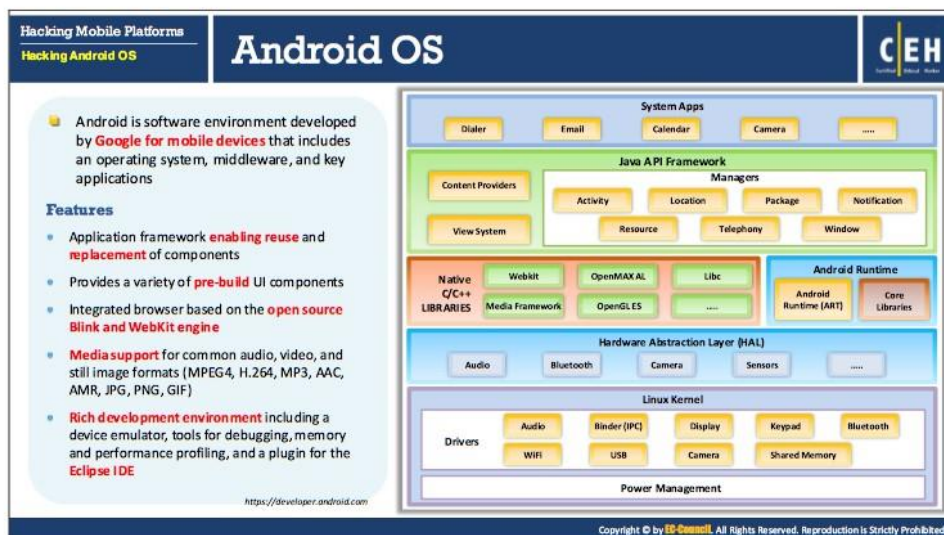 Hacking Mobile Platforms
Hacking Android OS
Android OS
C|EH
Certified Ethical Hacker
Android is software environment developed
by Google for mobile devices that includes
an operating system, middleware, and key
applications
Features
Application framework enabling reuse and
replacement of components
Provides a variety of pre-build UI components
Integrated browser based on the open source
Blink and WebKit engine
Media support for common audio, video, and
still image formats (MPEG4, H.264, MP3, AAC,
AMR, JPG, PNG, GIF)
Rich development environment including a
device emulator, tools for debugging, memory
and performance profiling, and a plugin for the
Eclipse IDE
https://developer.android.com
System Apps
Dialer Email Calendar Camera .....
Java API Framework
Content Providers
View System
Managers
Activity Location Package Notification
Resource Telephony Window
Native
C/C++
LIBRARIES
Webkit OpenMAX AL Libc
Media Framework OpenGLES .....
Android Runtime
Android
Runtime (ART)
Core
Libraries
Hardware Abstraction Layer (HAL)
Audio Bluetooth Camera Sensors .....
Linux Kernel
Drivers
Audio Binder (IPC) Display Keypad Bluetooth
WiFi USB Camera Shared Memory
Power Management
Copyright © by EC-Council. All Rights Reserved. Reproduction is Strictly Prohibited.